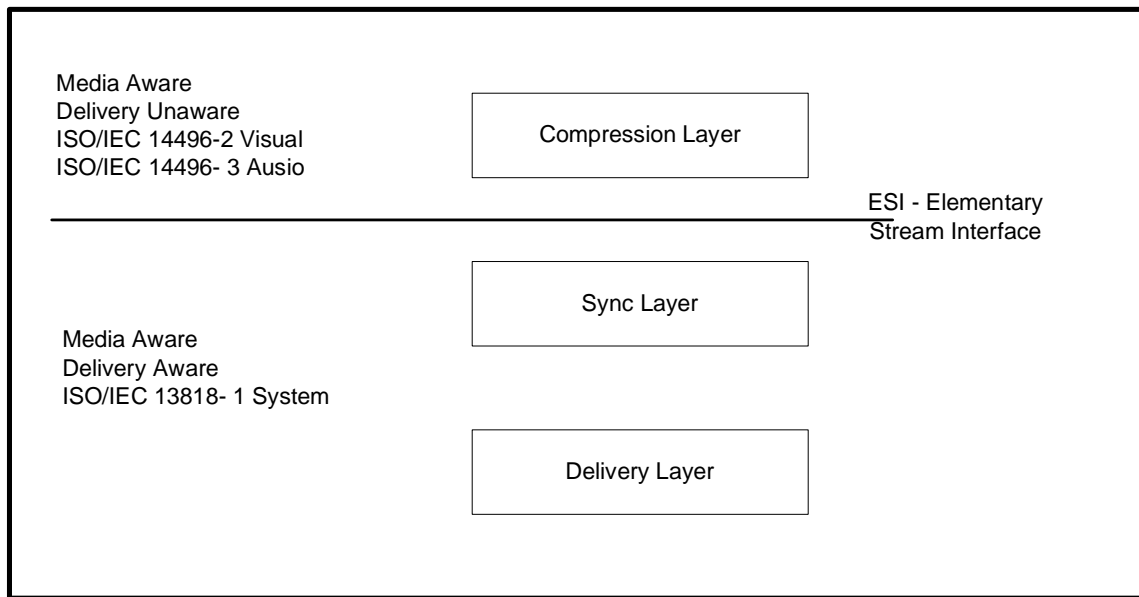 Media Aware
Delivery Unaware
ISO/IEC 14496-2 Visual
ISO/IEC 14496- 3 Ausio
Compression Layer
ESI - Elementary
Stream Interface
Sync Layer
Media Aware
Delivery Aware
ISO/IEC 13818- 1 System
Delivery Layer